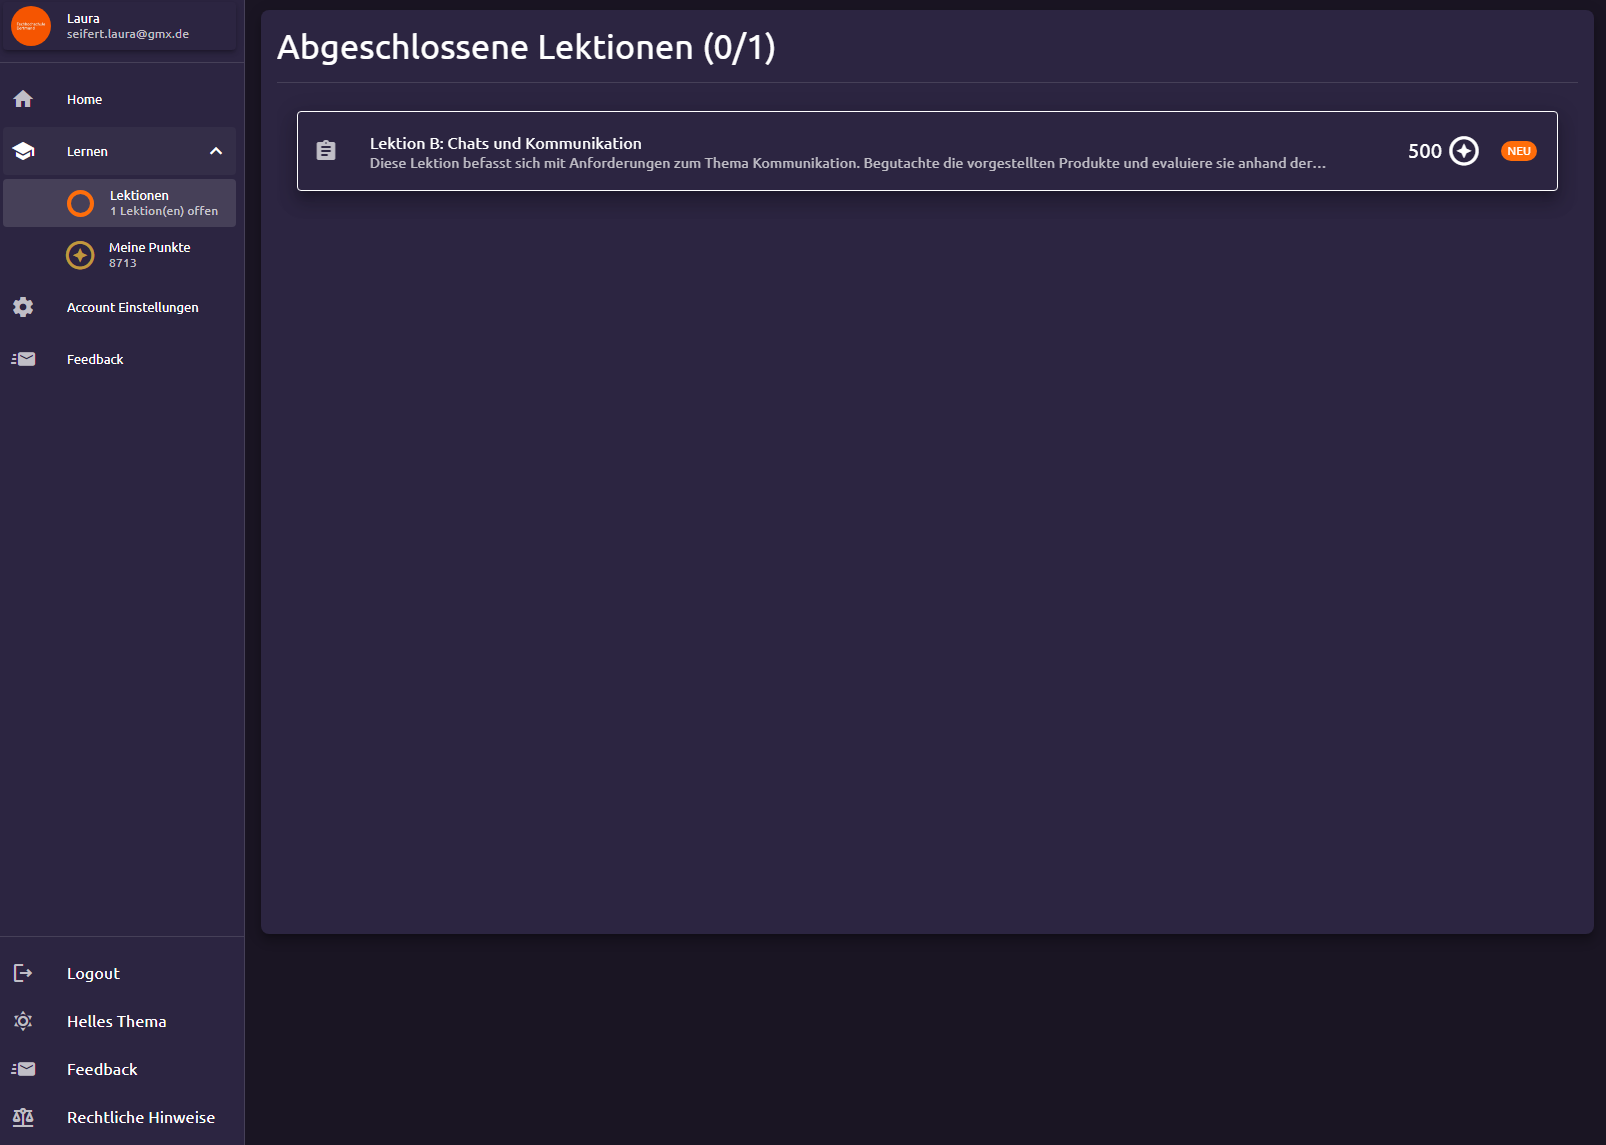 Laura
seifert.laura@gmx.de
Home
Lernen
Lektionen
1 Lektion(en) offen
Meine Punkte
8713
Account Einstellungen
Feedback
Logout
Helles Thema
Feedback
Rechtliche Hinweise
Abgeschlossene Lektionen (0/1)
Lektion B: Chats und Kommunikation
Diese Lektion befasst sich mit Anforderungen zum Thema Kommunikation. Begutachte die vorgestellten Produkte und evaluiere sie anhand der…
500
NEU